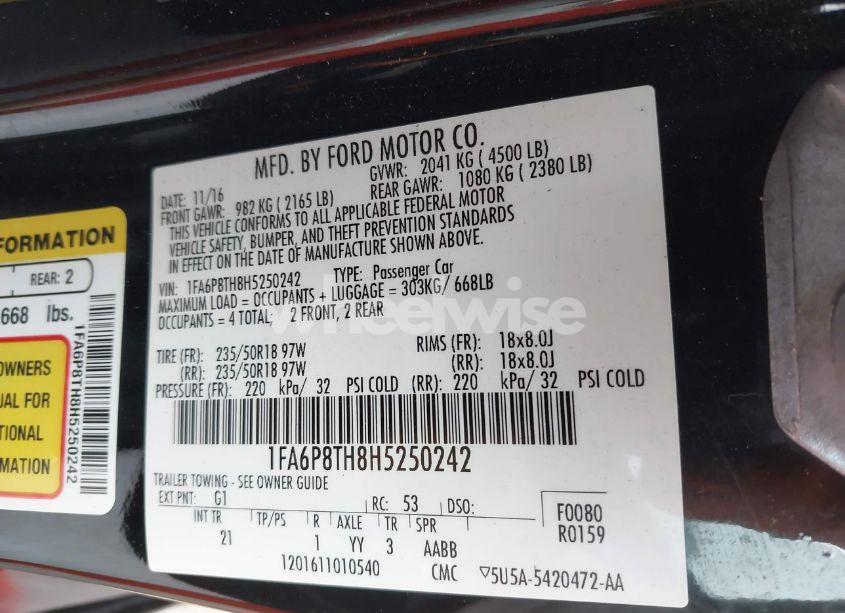 MFD. BY FORD MOTOR CO.
DATE: 11/16 GVWR: 2041 KG ( 4500 LB)
FRONT GAWR: 982 KG ( 2165 LB) REAR GAWR: 1080 KG ( 2380 LB)
THIS VEHICLE CONFORMS TO ALL APPLICABLE FEDERAL MOTOR
VEHICLE SAFETY, BUMPER, AND THEFT PREVENTION STANDARDS
IN EFFECT ON THE DATE OF MANUFACTURE SHOWN ABOVE.
VIN: 1FA6P8TH8H5250242 TYPE: Passenger Car
MAXIMUM LOAD = OCCUPANTS + LUGGAGE = 303KG/ 668LB
OCCUPANTS = 4 TOTAL: 2 FRONT, 2 REAR
wheelwise
TIRE (FR): 235/50R18 97W RIMS (FR): 18x8.0J
(RR): 235/50R18 97W (RR): 18x8.0J
PRESSURE (FR): 220 kPa/ 32 PSI COLD (RR): 220 kPa/ 32 PSI COLD
1FA6P8TH8H5250242
TRAILER TOWING - SEE OWNER GUIDE
EXT PNT: G1 RC: 53 DSO: F0080
INT TR TP/PS R AXLE TR SPR R0159
21 1 YY 3 AABB
1201611010540 CMC ▽5U5A-5420472-AA
FORMATION
REAR: 2
668 lbs.
OWNERS
UAL FOR
TIONAL
MATION
1FA6P8TH8H5250242